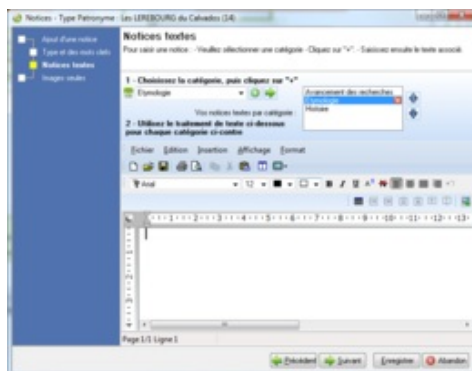 Notices - Type Patronyme : Les LEREBOURG du Calvados (14)
Ajout d'une notice
Type et des mots clefs
Notices textes
Images seules
Notices textes
Pour saisir une notice : - Veuillez sélectionner une catégorie - Cliquez sur "+". - Saisissez ensuite le texte associé.
1 - Choisissez la catégorie, puis cliquez sur "+"
Etymologie
Avancement des recherches
Etymologie
Histoire
Vos notices textes par catégorie :
2 - Utilisez le traitement de texte ci-dessous
pour chaque catégorie ci-contre
Fichier Edition Insertion Affichage Format
Arial 12
Page 1/1 Ligne 1
Précédent Suivant Enregistrer Abandon